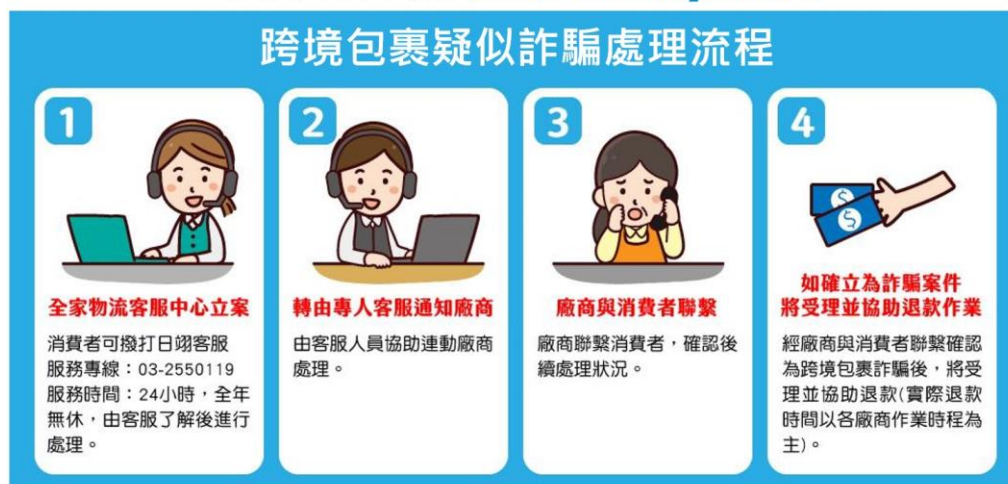 跨境包裹疑似詐騙處理流程
1
全家物流客服中心立案
消費者可撥打日翊客服
服務專線：03-2550119
服務時間：24小時，全年
無休，由客服了解後進行
處理。
2
轉由專人客服通知廠商
由客服人員協助連動廠商
處理。
3
廠商與消費者聯繫
廠商聯繫消費者，確認後
續處理狀況。
4
$
$
如確立為詐騙案件
將受理並協助退款作業
經廠商與消費者聯繫確認
為跨境包裹詐騙後，將受
理並協助退款(實際退款
時間以各廠商作業時程為
主)。